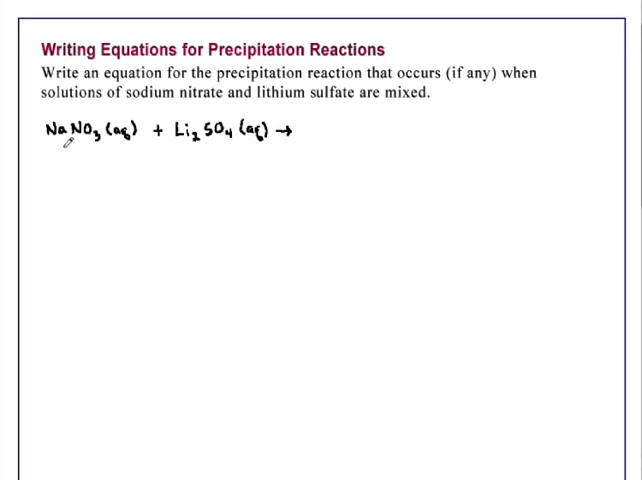 Writing Equations for Precipitation Reactions
Write an equation for the precipitation reaction that occurs (if any) when
solutions of sodium nitrate and lithium sulfate are mixed.
NaNO₃ (aq) + Li₂SO₄ (aq) →